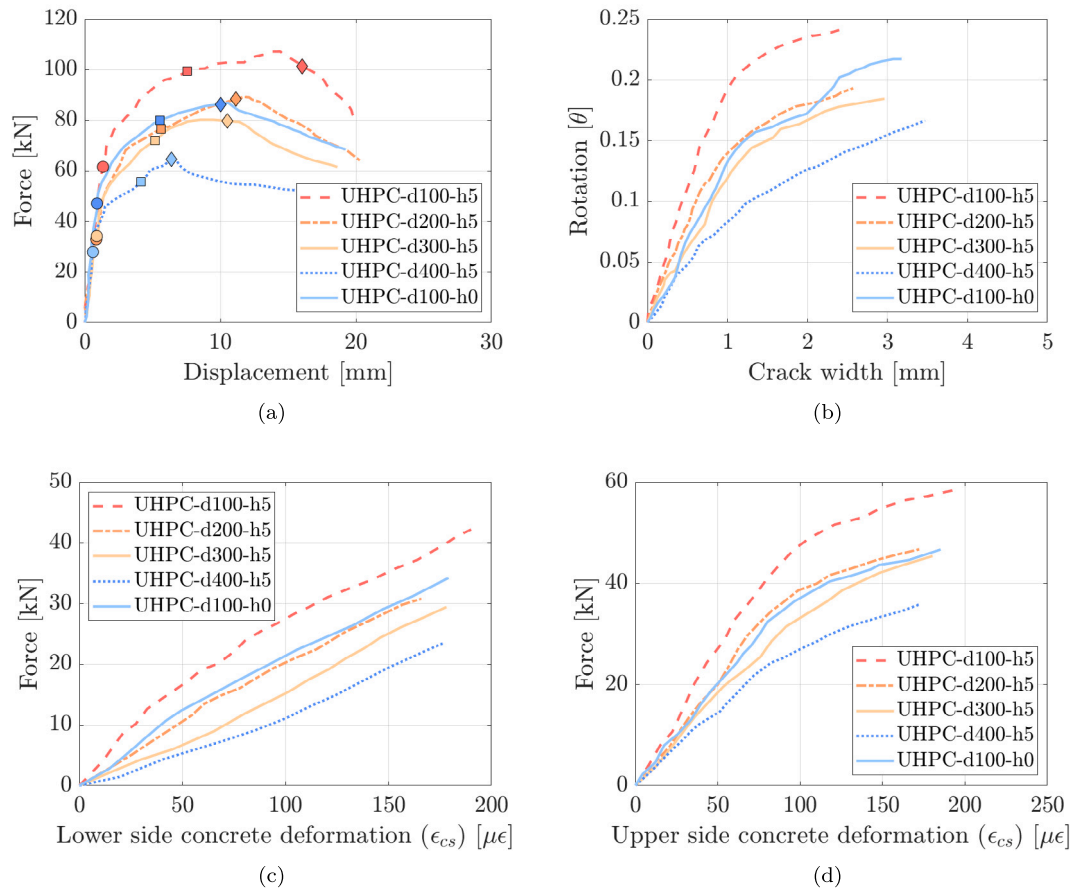 120
100
80
60
40
20
0
Force [kN]
0
10
20
30
Displacement [mm]
UHPC-d100-h5
UHPC-d200-h5
UHPC-d300-h5
UHPC-d400-h5
UHPC-d100-h0
(a)
0.25
0.2
0.15
0.1
0.05
0
Rotation [θ]
0
1
2
3
4
5
Crack width [mm]
UHPC-d100-h5
UHPC-d200-h5
UHPC-d300-h5
UHPC-d400-h5
UHPC-d100-h0
(b)
50
40
30
20
10
0
Force [kN]
0
50
100
150
200
Lower side concrete deformation (ϵcs) [μϵ]
UHPC-d100-h5
UHPC-d200-h5
UHPC-d300-h5
UHPC-d400-h5
UHPC-d100-h0
(c)
60
40
20
0
Force [kN]
0
50
100
150
200
250
Upper side concrete deformation (ϵcs) [μϵ]
UHPC-d100-h5
UHPC-d200-h5
UHPC-d300-h5
UHPC-d400-h5
UHPC-d100-h0
(d)